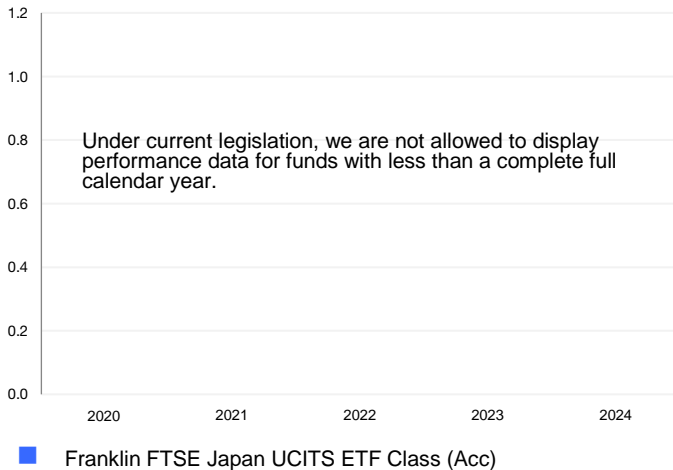 1.2
1.0
0.8
Under current legislation, we are not allowed to display
performance data for funds with less than a complete full
calendar year.
0.6
0.4
0.2
0.0
2020 2021 2022 2023 2024
Franklin FTSE Japan UCITS ETF Class (Acc)